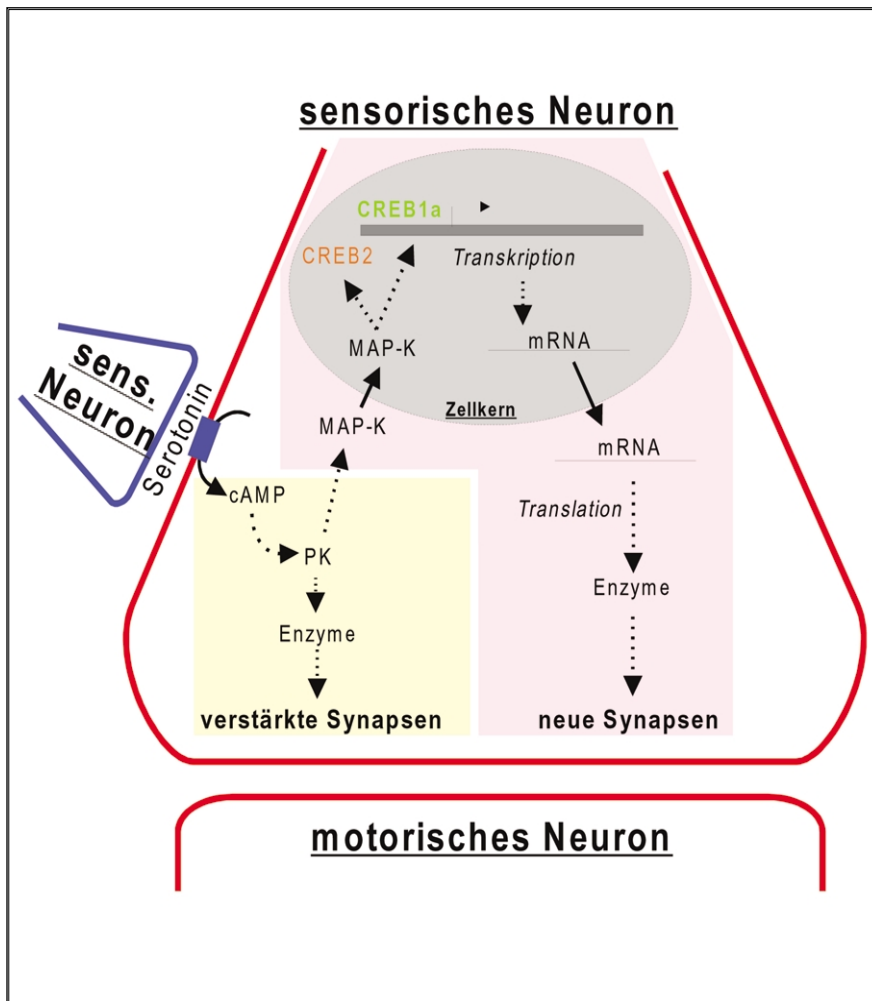 sensorisches Neuron
CREB1a
CREB2
Transkription
MAP-K
mRNA
Zellkern
MAP-K
mRNA
sens.
Neuron
Serotonin
cAMP
Translation
PK
Enzyme
Enzyme
verstärkte Synapsen
neue Synapsen
motorisches Neuron